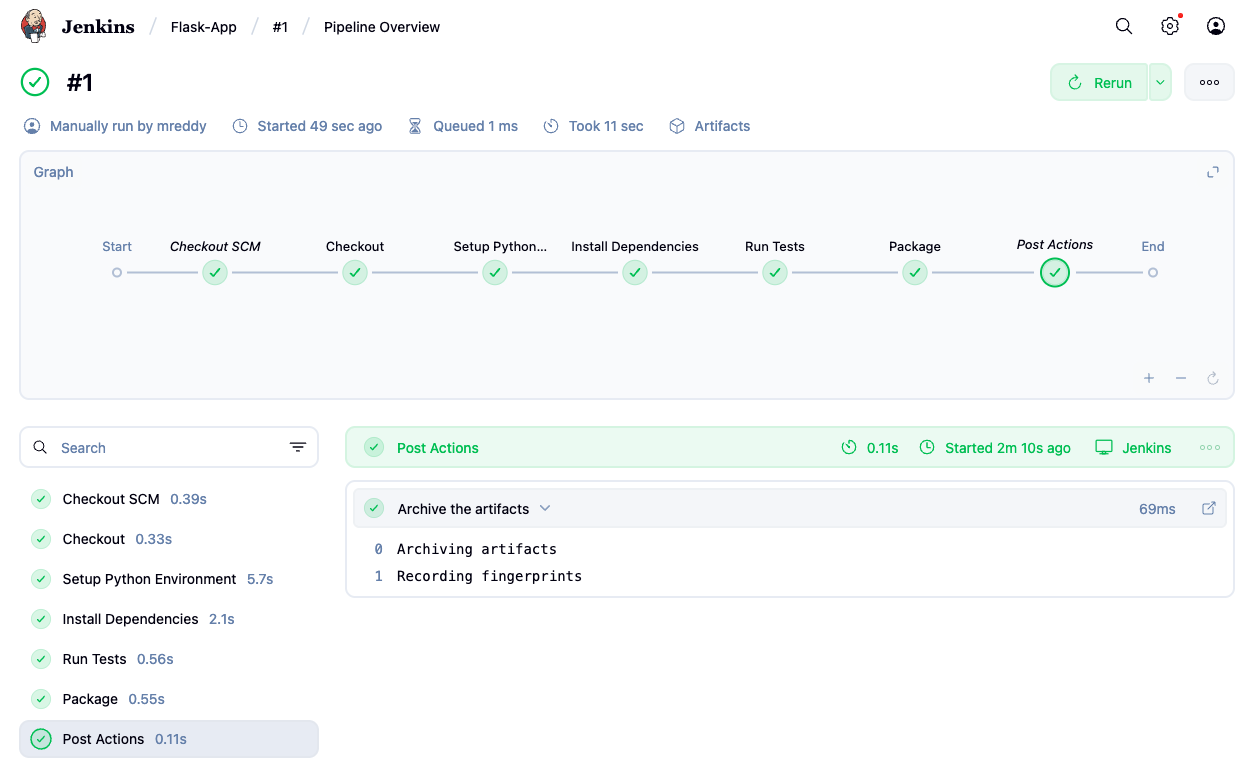 Jenkins / Flask-App / #1 / Pipeline Overview
#1
Rerun
Manually run by mreddy Started 49 sec ago Queued 1 ms Took 11 sec Artifacts
Graph
Start Checkout SCM Checkout Setup Python... Install Dependencies Run Tests Package Post Actions End
Search
Checkout SCM 0.39s
Checkout 0.33s
Setup Python Environment 5.7s
Install Dependencies 2.1s
Run Tests 0.56s
Package 0.55s
Post Actions 0.11s
Post Actions 0.11s Started 2m 10s ago Jenkins
Archive the artifacts 69ms
0 Archiving artifacts
1 Recording fingerprints